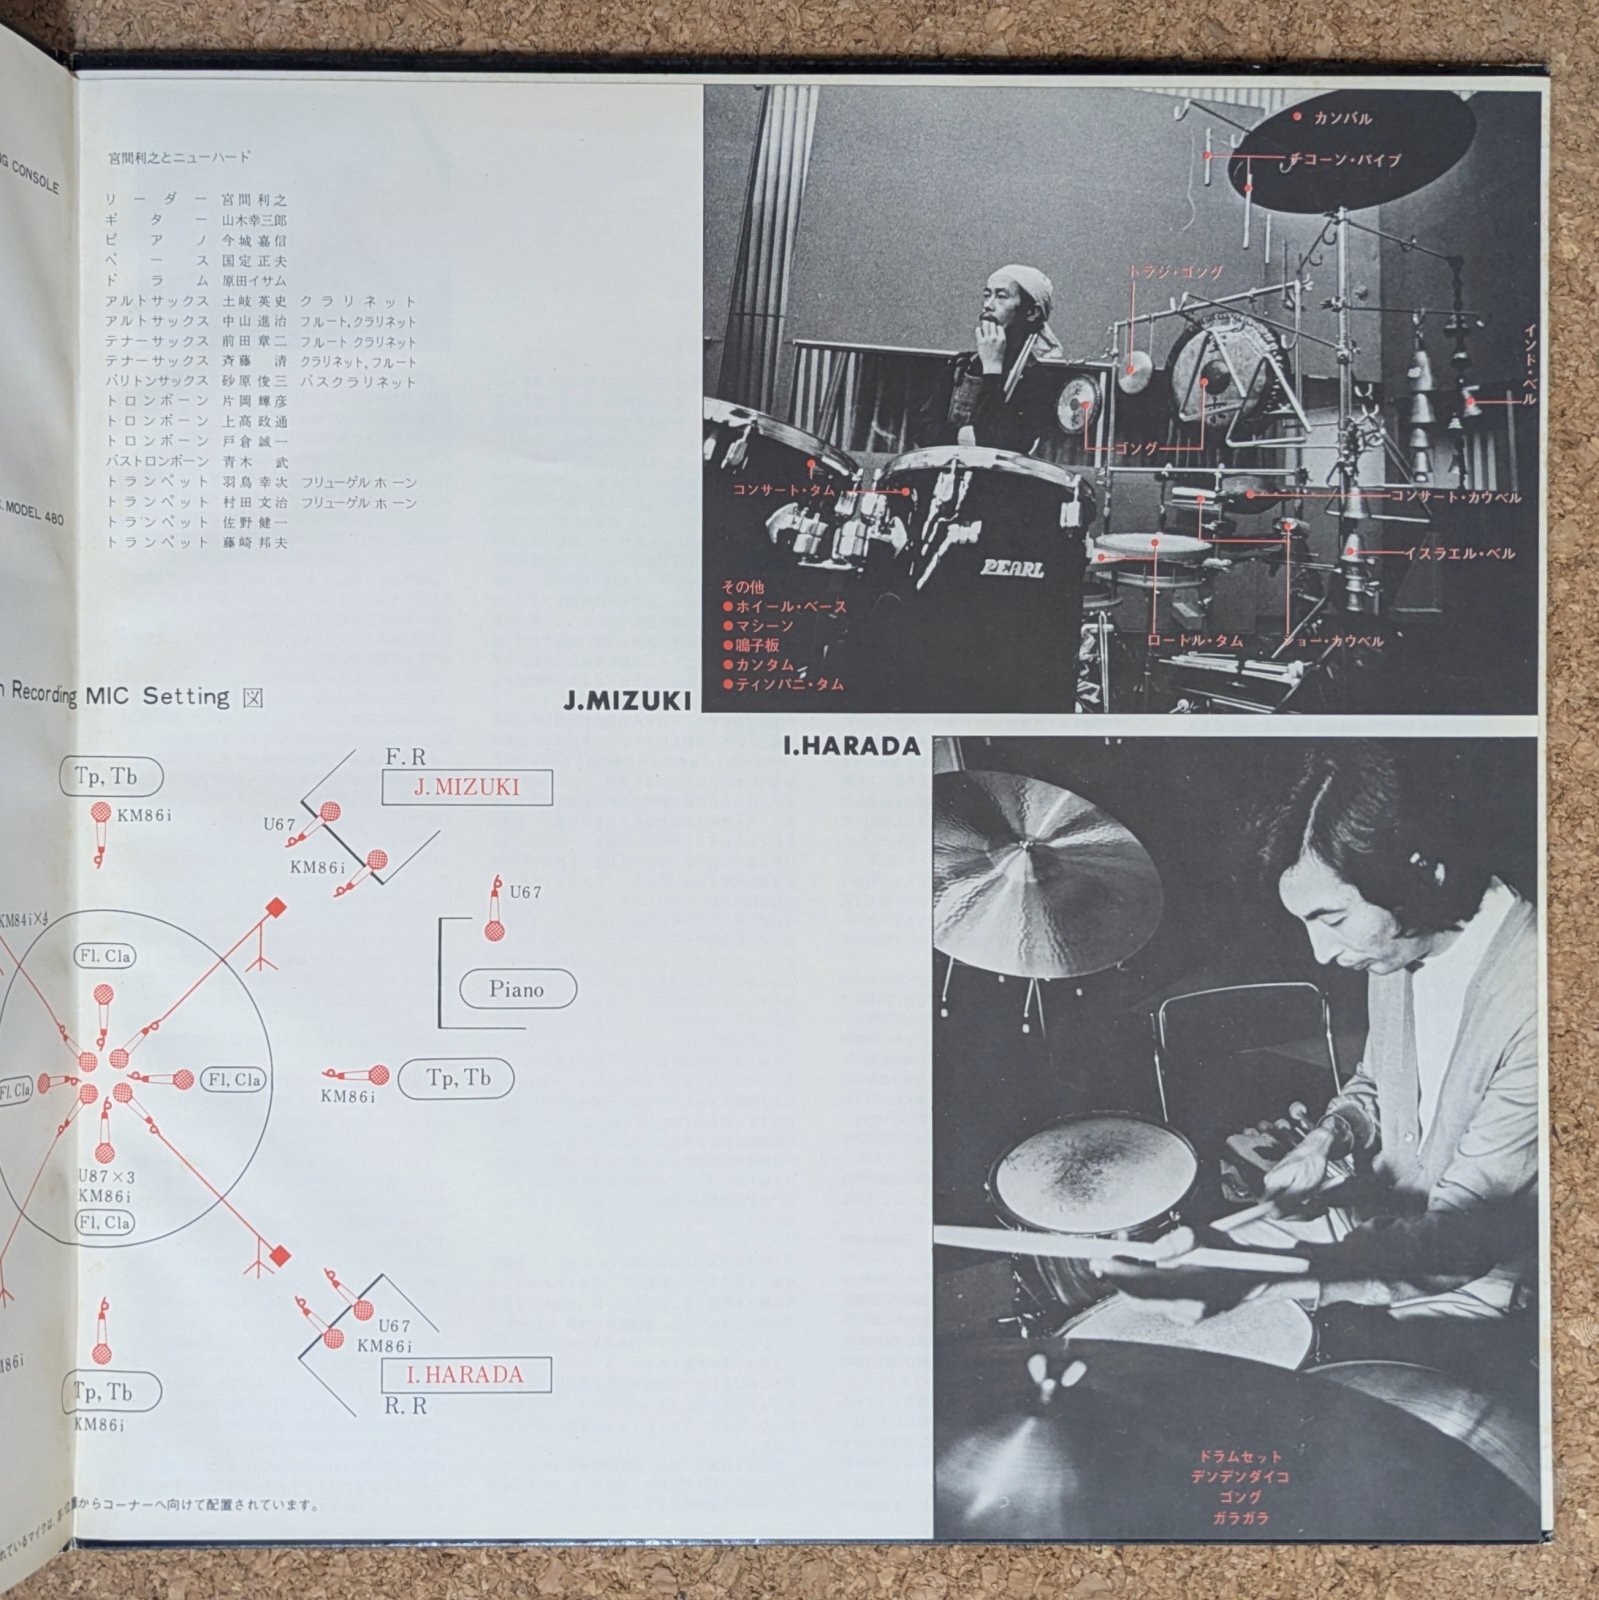 NG CONSOLE
MODEL 480
宮間利之とニューハード
リーダー 宮間利之
ギター 山木幸三郎
ピアノ 今城嘉信
ベース 国定正夫
ドラム 原田イサム
アルトサックス 土岐英史 クラリネット
アルトサックス 中山進治 フルート,クラリネット
テナーサックス 前田章二 フルート クラリネット
テナーサックス 斉藤 清 クラリネット,フルート
バリトンサックス 砂原俊三 バスクラリネット
トロンボーン 片岡輝彦
トロンボーン 上高政通
トロンボーン 戸倉誠一
バストロンボーン 青木 武
トランペット 羽鳥幸次 フリューゲル ホーン
トランペット 村田文治 フリューゲル ホーン
トランペット 佐野健一
トランペット 藤崎邦夫
カンバル
チコーン・パイプ
トラジ・ゴング
インド・ベル
ゴング
コンサート・タム
コンサート・カウベル
イスラエル・ベル
PEARL
ロートル・タム
ショー・カウベル
その他
●ホイール・ベース
●マシーン
●鳴子板
●カンタム
●ティンパニ・タム
J.MIZUKI
I.HARADA
Recording MIC Setting 図
Tp, Tb
KM86i
F.R
J. MIZUKI
U67
KM86i
U67
KM84i×4
Fl. Cla
Piano
Fl, Cla
Fl, Cla
KM86i
Tp, Tb
U87×3
KM86i
Fl, Cla
U67
KM86i
I. HARADA
R. R
Tp, Tb
KM86i
からコーナーへ向けて配置されています。
れているマイクは、
ドラムセット
デンデンダイコ
ゴング
ガラガラ